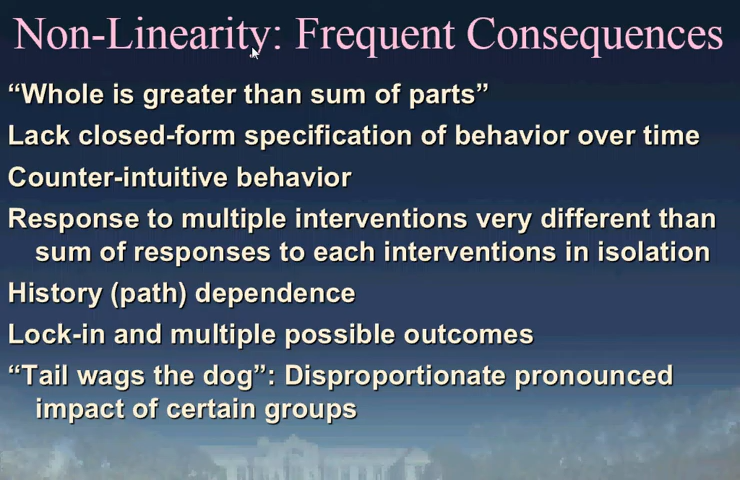 Non-Linearity: Frequent Consequences
“Whole is greater than sum of parts”
Lack closed-form specification of behavior over time
Counter-intuitive behavior
Response to multiple interventions very different than
sum of responses to each interventions in isolation
History (path) dependence
Lock-in and multiple possible outcomes
“Tail wags the dog”: Disproportionate pronounced
impact of certain groups